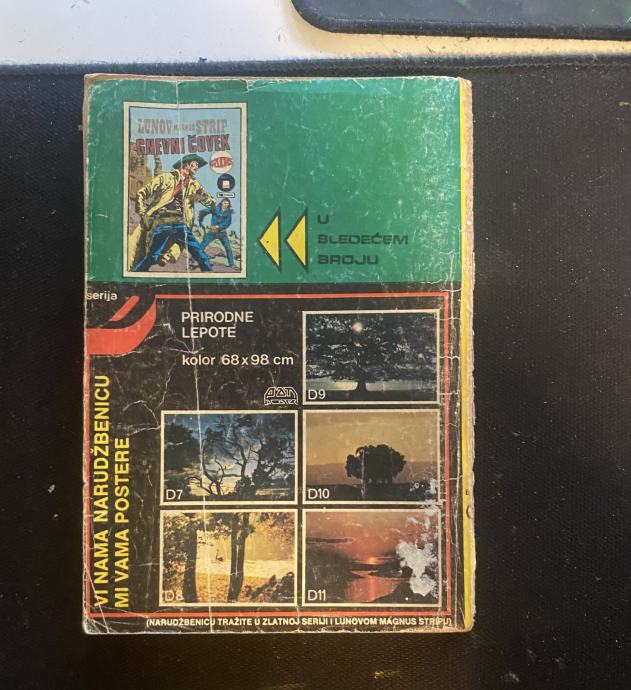 LUNOV MAGNUS STRIP
GNEVNI ČOVEK
U
SLEDEĆEM
BROJU
serija
PRIRODNE
LEPOTE
kolor 68 x 98 cm
POSTER
D9
D7
D10
D8
D11
VI NAMA NARUDŽBENICU
MI VAMA POSTERE
(NARUDŽBENICU TRAŽITE U ZLATNOJ SERIJI I LUNOVOM MAGNUS STRIPU)